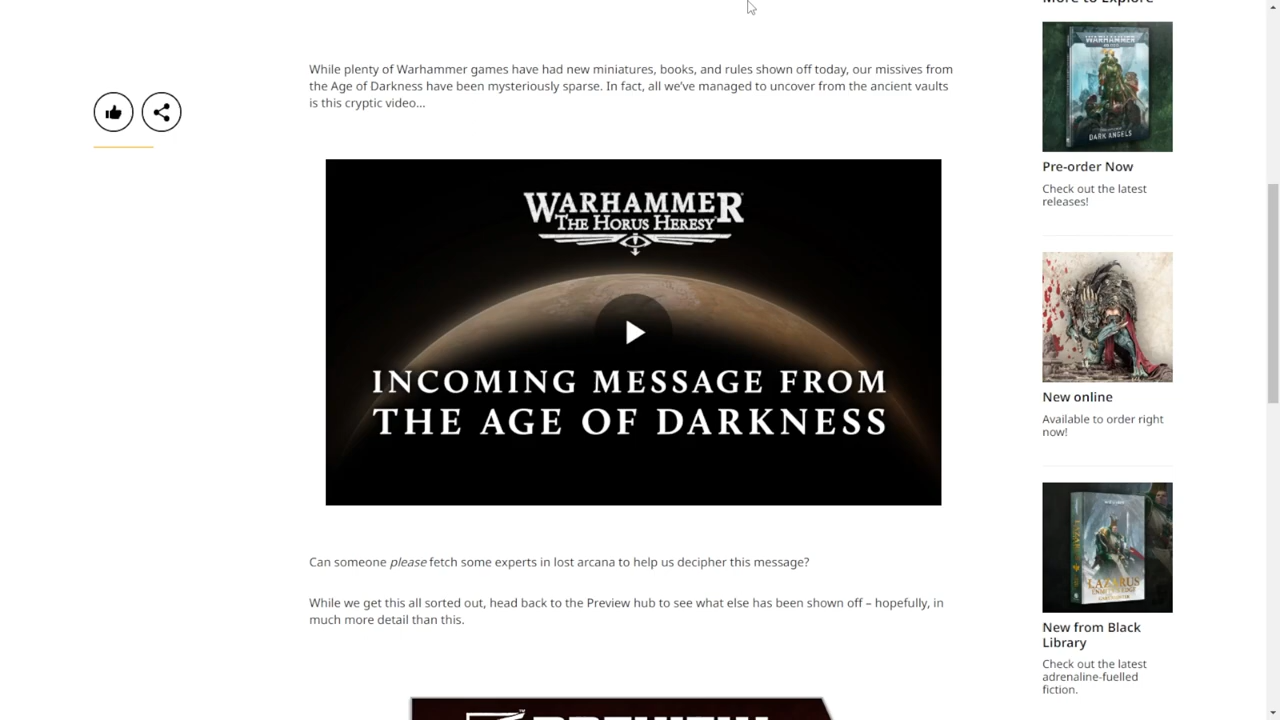 More to Explore
While plenty of Warhammer games have had new miniatures, books, and rules shown off today, our missives from
the Age of Darkness have been mysteriously sparse. In fact, all we've managed to uncover from the ancient vaults
is this cryptic video...
WARHAMMER
THE HORUS HERESY
INCOMING MESSAGE FROM
THE AGE OF DARKNESS
Can someone please fetch some experts in lost arcana to help us decipher this message?
While we get this all sorted out, head back to the Preview hub to see what else has been shown off – hopefully, in
much more detail than this.
PREVIEW
WARHAMMER
DARK ANGELS
Pre-order Now
Check out the latest
releases!
New online
Available to order right
now!
LAZARUS
New from Black
Library
Check out the latest
adrenaline-fuelled
fiction.